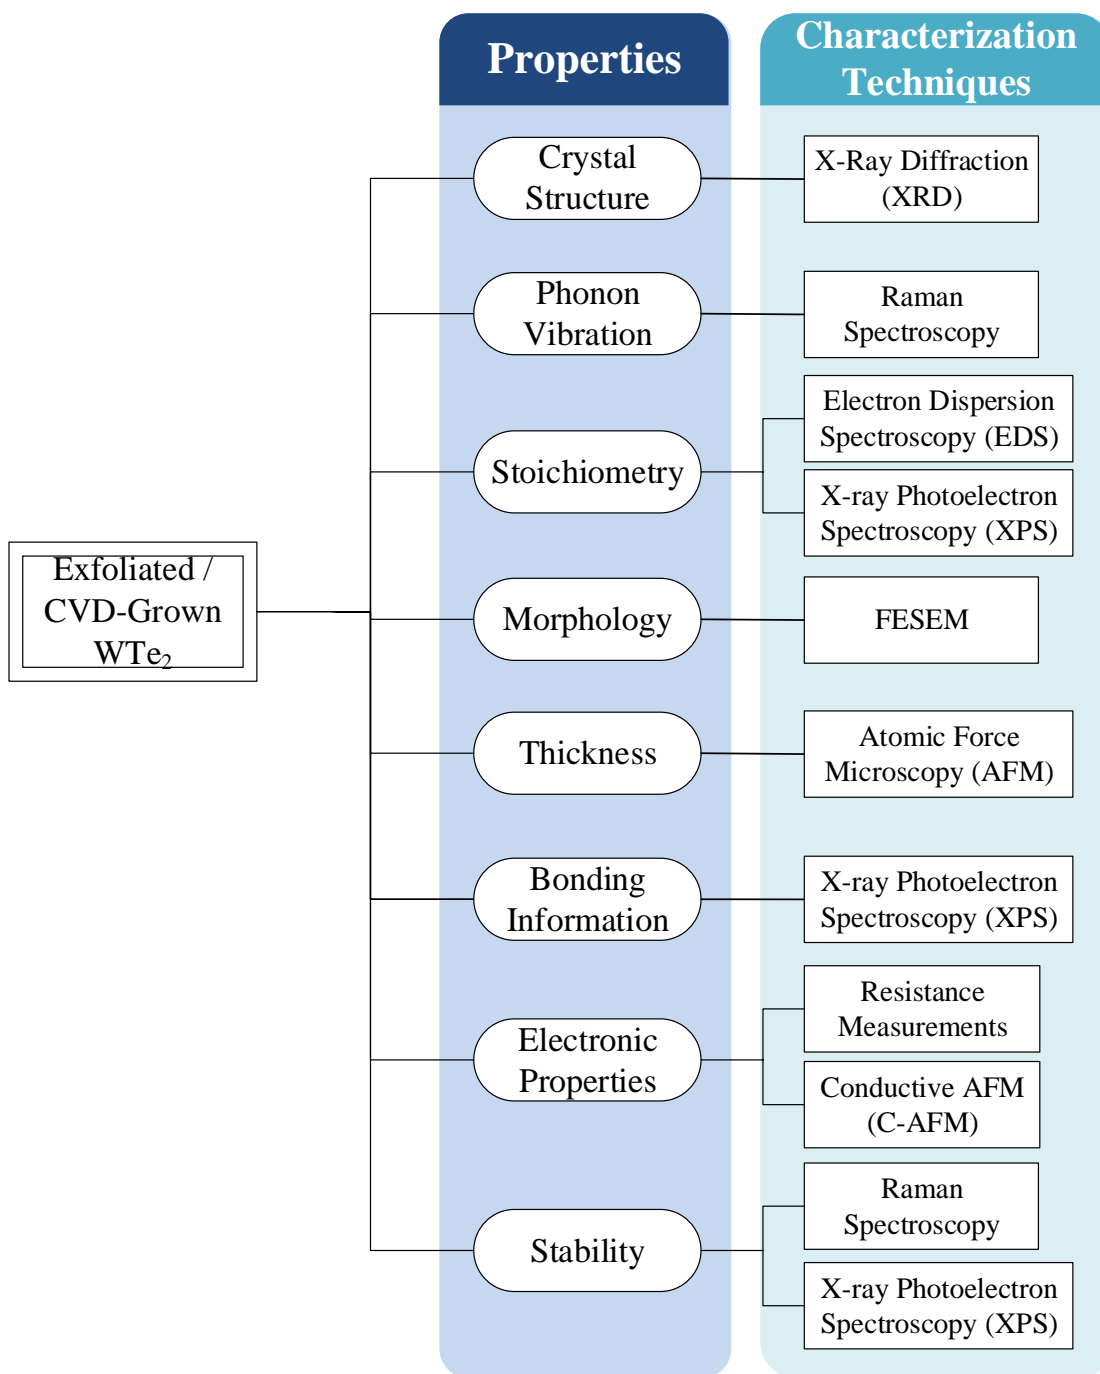 Properties
Characterization
Techniques
Crystal
Structure
X-Ray Diffraction
(XRD)
Phonon
Vibration
Raman
Spectroscopy
Stoichiometry
Electron Dispersion
Spectroscopy (EDS)
X-ray Photoelectron
Spectroscopy (XPS)
Exfoliated /
CVD-Grown
WTe₂
Morphology
FESEM
Thickness
Atomic Force
Microscopy (AFM)
Bonding
Information
X-ray Photoelectron
Spectroscopy (XPS)
Electronic
Properties
Resistance
Measurements
Conductive AFM
(C-AFM)
Stability
Raman
Spectroscopy
X-ray Photoelectron
Spectroscopy (XPS)